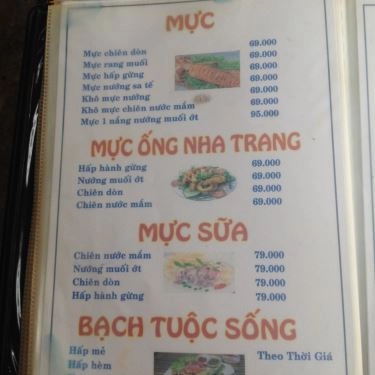 MỰC
Mực chiên dòn 69.000
Mực rang muối 69.000
Mực hấp gừng 69.000
Mực nướng sa tế 69.000
Khô mực nướng 69.000
Khô mực chiên nước mắm 69.000
Mực 1 nắng nướng muối ớt 95.000
MỰC ỐNG NHA TRANG
Hấp hành gừng 69.000
Nướng muối ớt 69.000
Chiên dòn 69.000
Chiên nước mắm 69.000
MỰC SỮA
Chiên nước mắm 79.000
Nướng muối ớt 79.000
Chiên dòn 79.000
Hấp hành gừng 79.000
BẠCH TUỘC SỐNG
Hấp mẻ Theo Thời Giá
Hấp hèm